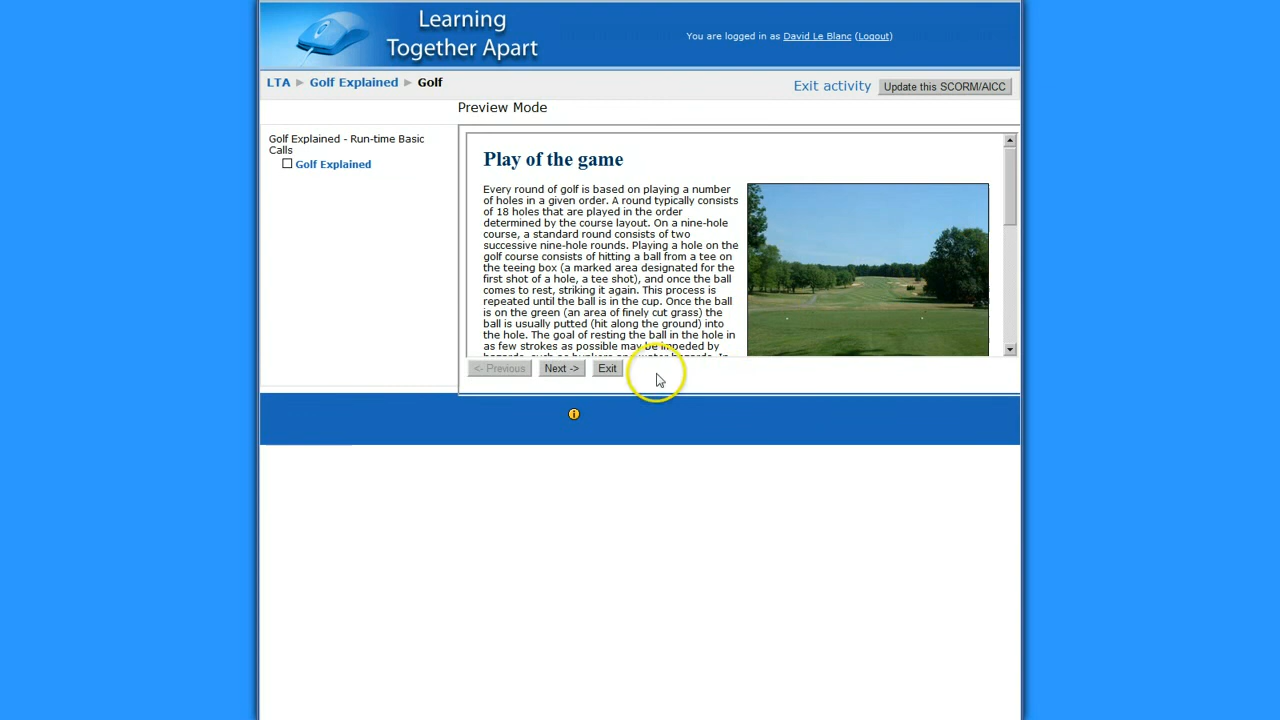 Learning
Together Apart
You are logged in as David Le Blanc (Logout)
LTA ► Golf Explained ► Golf
Exit activity
Update this SCORM/AICC
Preview Mode
Golf Explained - Run-time Basic
Calls
Golf Explained
Play of the game
Every round of golf is based on playing a number
of holes in a given order. A round typically consists
of 18 holes that are played in the order
determined by the course layout. On a nine-hole
course, a standard round consists of two
successive nine-hole rounds. Playing a hole on the
golf course consists of hitting a ball from a tee on
the teeing box (a marked area designated for the
first shot of a hole, a tee shot), and once the ball
comes to rest, striking it again. This process is
repeated until the ball is in the cup. Once the ball
is on the green (an area of finely cut grass) the
ball is usually putted (hit along the ground) into
the hole. The goal of resting the ball in the hole in
as few strokes as possible may be impeded by
hazards, such as bunkers and water hazards. In
<- Previous
Next ->
Exit